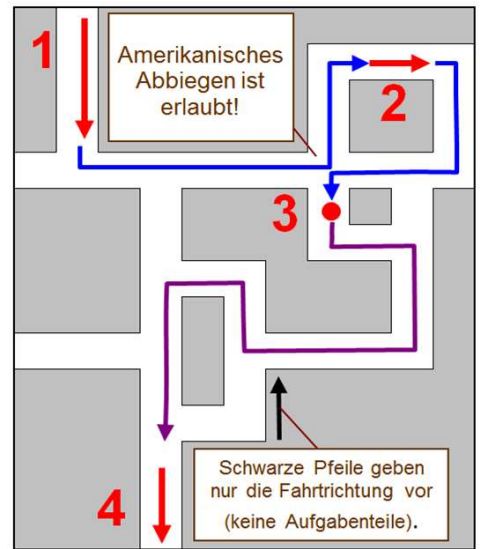 1
Amerikanisches
Abbiegen ist
erlaubt!
2
3
4
Schwarze Pfeile geben
nur die Fahrtrichtung vor
(keine Aufgabenteile).